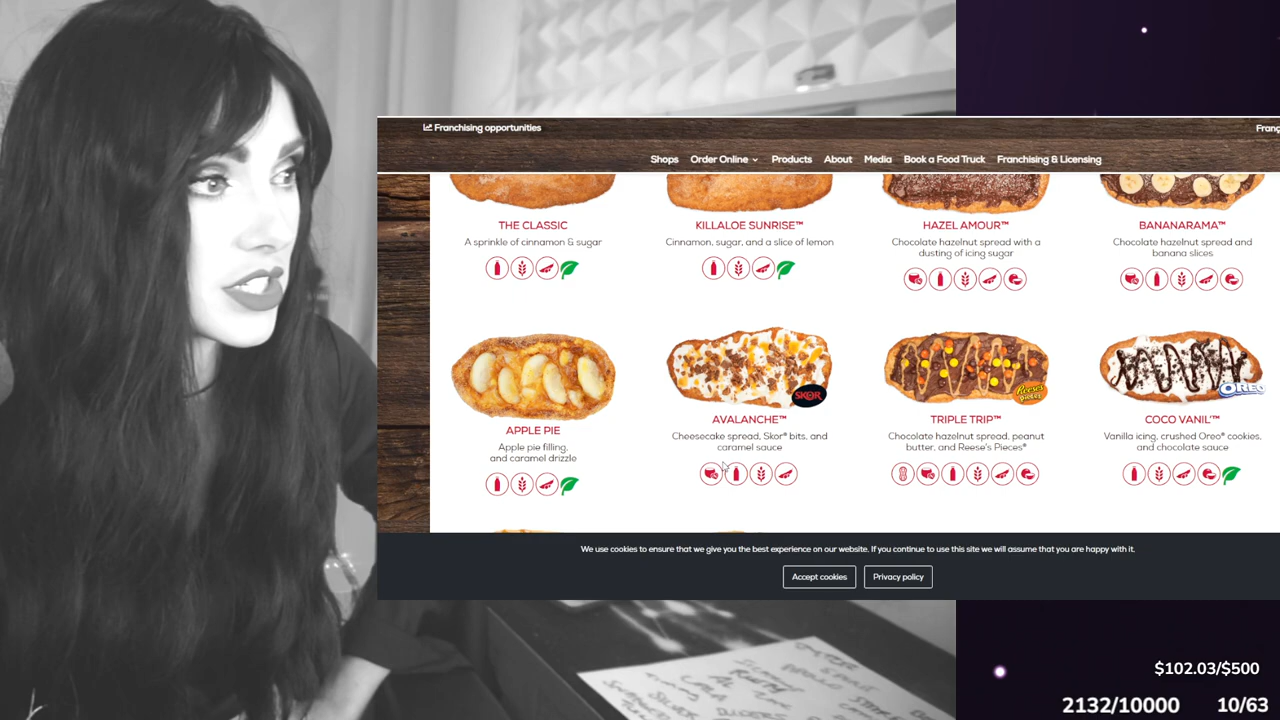 Franchising opportunities
Franç
Shops Order Online Products About Media Book a Food Truck Franchising & Licensing
THE CLASSIC
A sprinkle of cinnamon & sugar
KILLALOE SUNRISE™
Cinnamon, sugar, and a slice of lemon
HAZEL AMOUR™
Chocolate hazelnut spread with a
dusting of icing sugar
BANANARAMA™
Chocolate hazelnut spread and
banana slices
APPLE PIE
Apple pie filling,
and caramel drizzle
SKOR
AVALANCHE™
Cheesecake spread, Skor® bits, and
caramel sauce
Reese's
PIECES
TRIPLE TRIP™
Chocolate hazelnut spread, peanut
butter, and Reese's Pieces®
OREO
COCO VANIL'™
Vanilla icing, crushed Oreo® cookies,
and chocolate sauce
We use cookies to ensure that we give you the best experience on our website. If you continue to use this site we will assume that you are happy with it.
Accept cookies Privacy policy
$102.03/$500
2132/10000 10/63